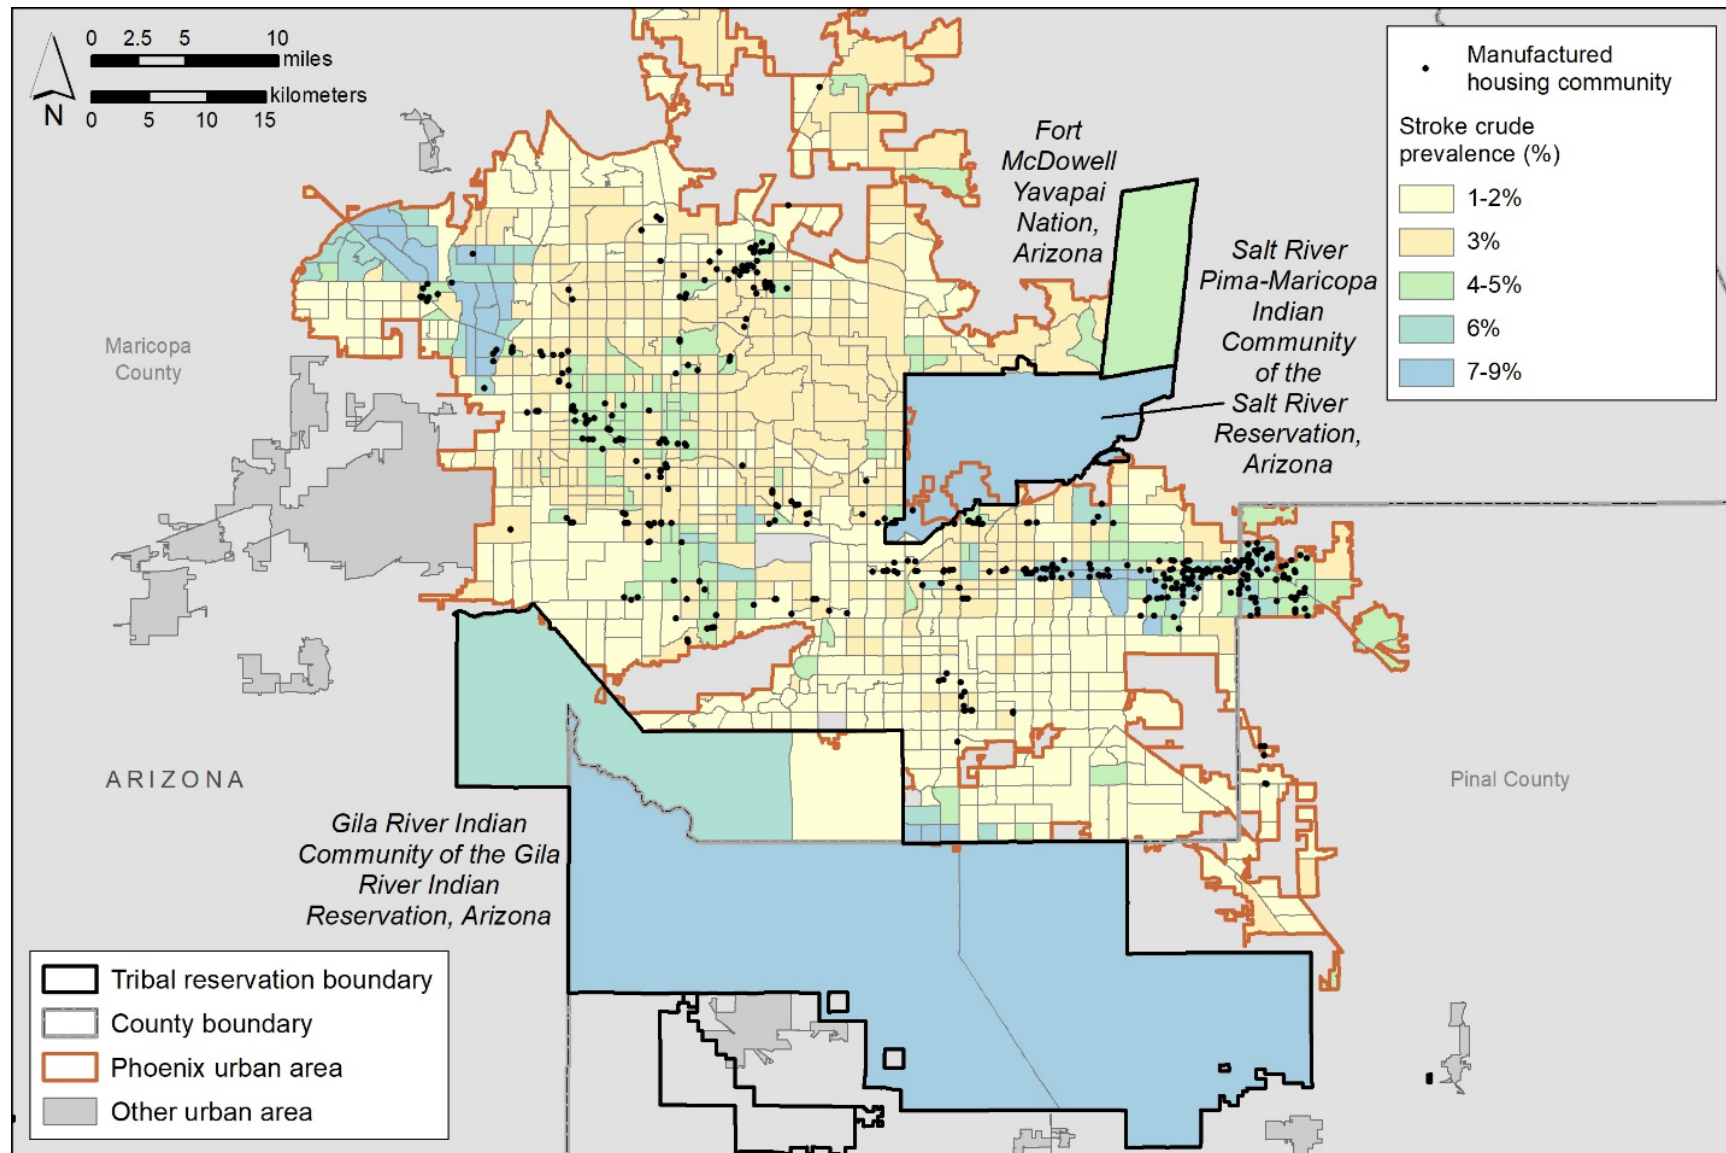 0 2.5 5 10
miles
kilometers
0 5 10 15
N
Manufactured
housing community
Stroke crude
prevalence (%)
1-2%
3%
4-5%
6%
7-9%
Fort
McDowell
Yavapai
Nation,
Arizona
Salt River
Pima-Maricopa
Indian
Community
of the
Salt River
Reservation,
Arizona
Maricopa
County
ARIZONA
Pinal County
Gila River Indian
Community of the Gila
River Indian
Reservation, Arizona
Tribal reservation boundary
County boundary
Phoenix urban area
Other urban area